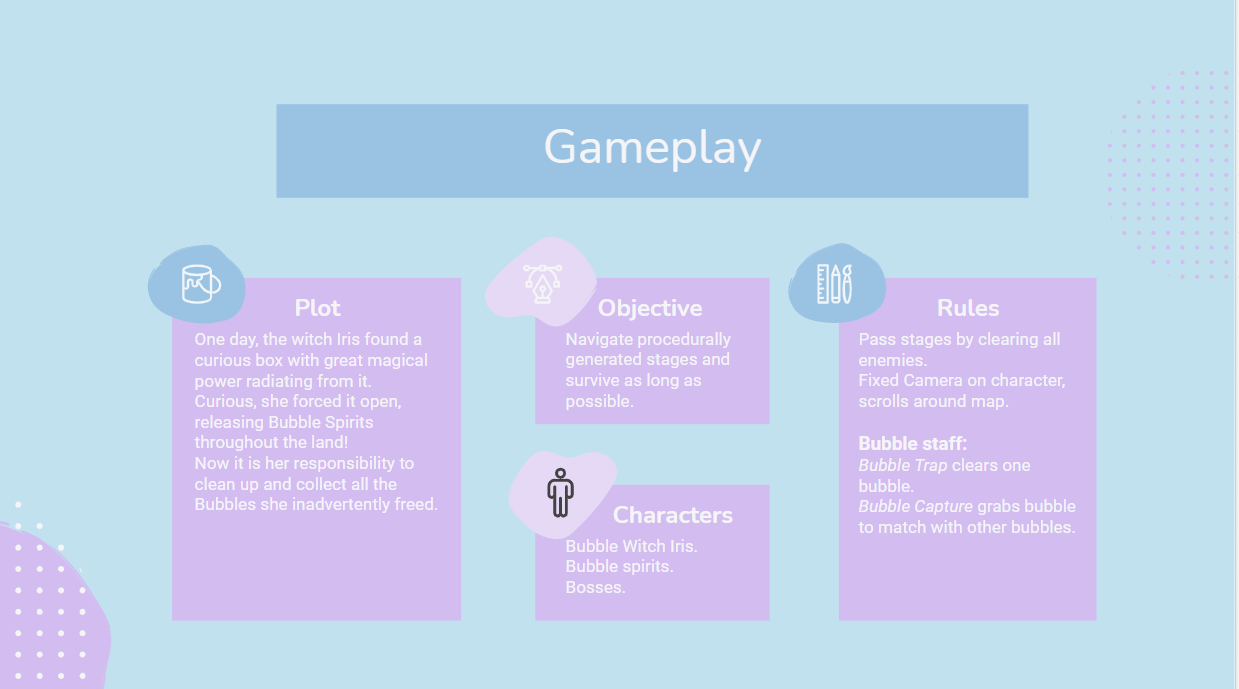 Gameplay
Plot
One day, the witch Iris found a
curious box with great magical
power radiating from it.
Curious, she forced it open,
releasing Bubble Spirits
throughout the land!
Now it is her responsibility to
clean up and collect all the
Bubbles she inadvertently freed.
Objective
Navigate procedurally
generated stages and
survive as long as
possible.
Characters
Bubble Witch Iris.
Bubble spirits.
Bosses.
Rules
Pass stages by clearing all
enemies.
Fixed Camera on character,
scrolls around map.
Bubble staff:
Bubble Trap clears one
bubble.
Bubble Capture grabs bubble
to match with other bubbles.